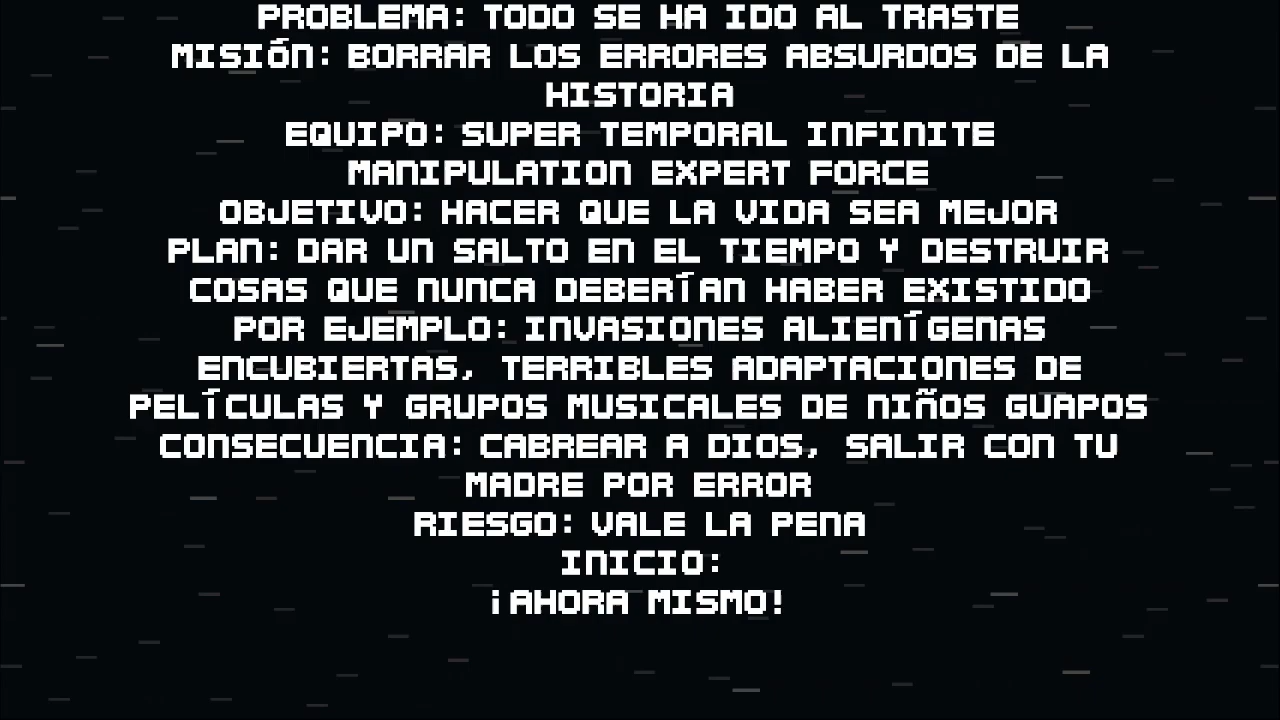 PROBLEMA: TODO SE HA IDO AL TRASTE
MISIÓN: BORRAR LOS ERRORES ABSURDOS DE LA
HISTORIA
EQUIPO: SUPER TEMPORAL INFINITE
MANIPULATION EXPERT FORCE
OBJETIVO: HACER QUE LA VIDA SEA MEJOR
PLAN: DAR UN SALTO EN EL TIEMPO Y DESTRUIR
COSAS QUE NUNCA DEBERÍAN HABER EXISTIDO
POR EJEMPLO: INVASIONES ALIENÍGENAS
ENCUBIERTAS, TERRIBLES ADAPTACIONES DE
PELÍCULAS Y GRUPOS MUSICALES DE NIÑOS GUAPOS
CONSECUENCIA: CABREAR A DIOS, SALIR CON TU
MADRE POR ERROR
RIESGO: VALE LA PENA
INICIO:
¡AHORA MISMO!